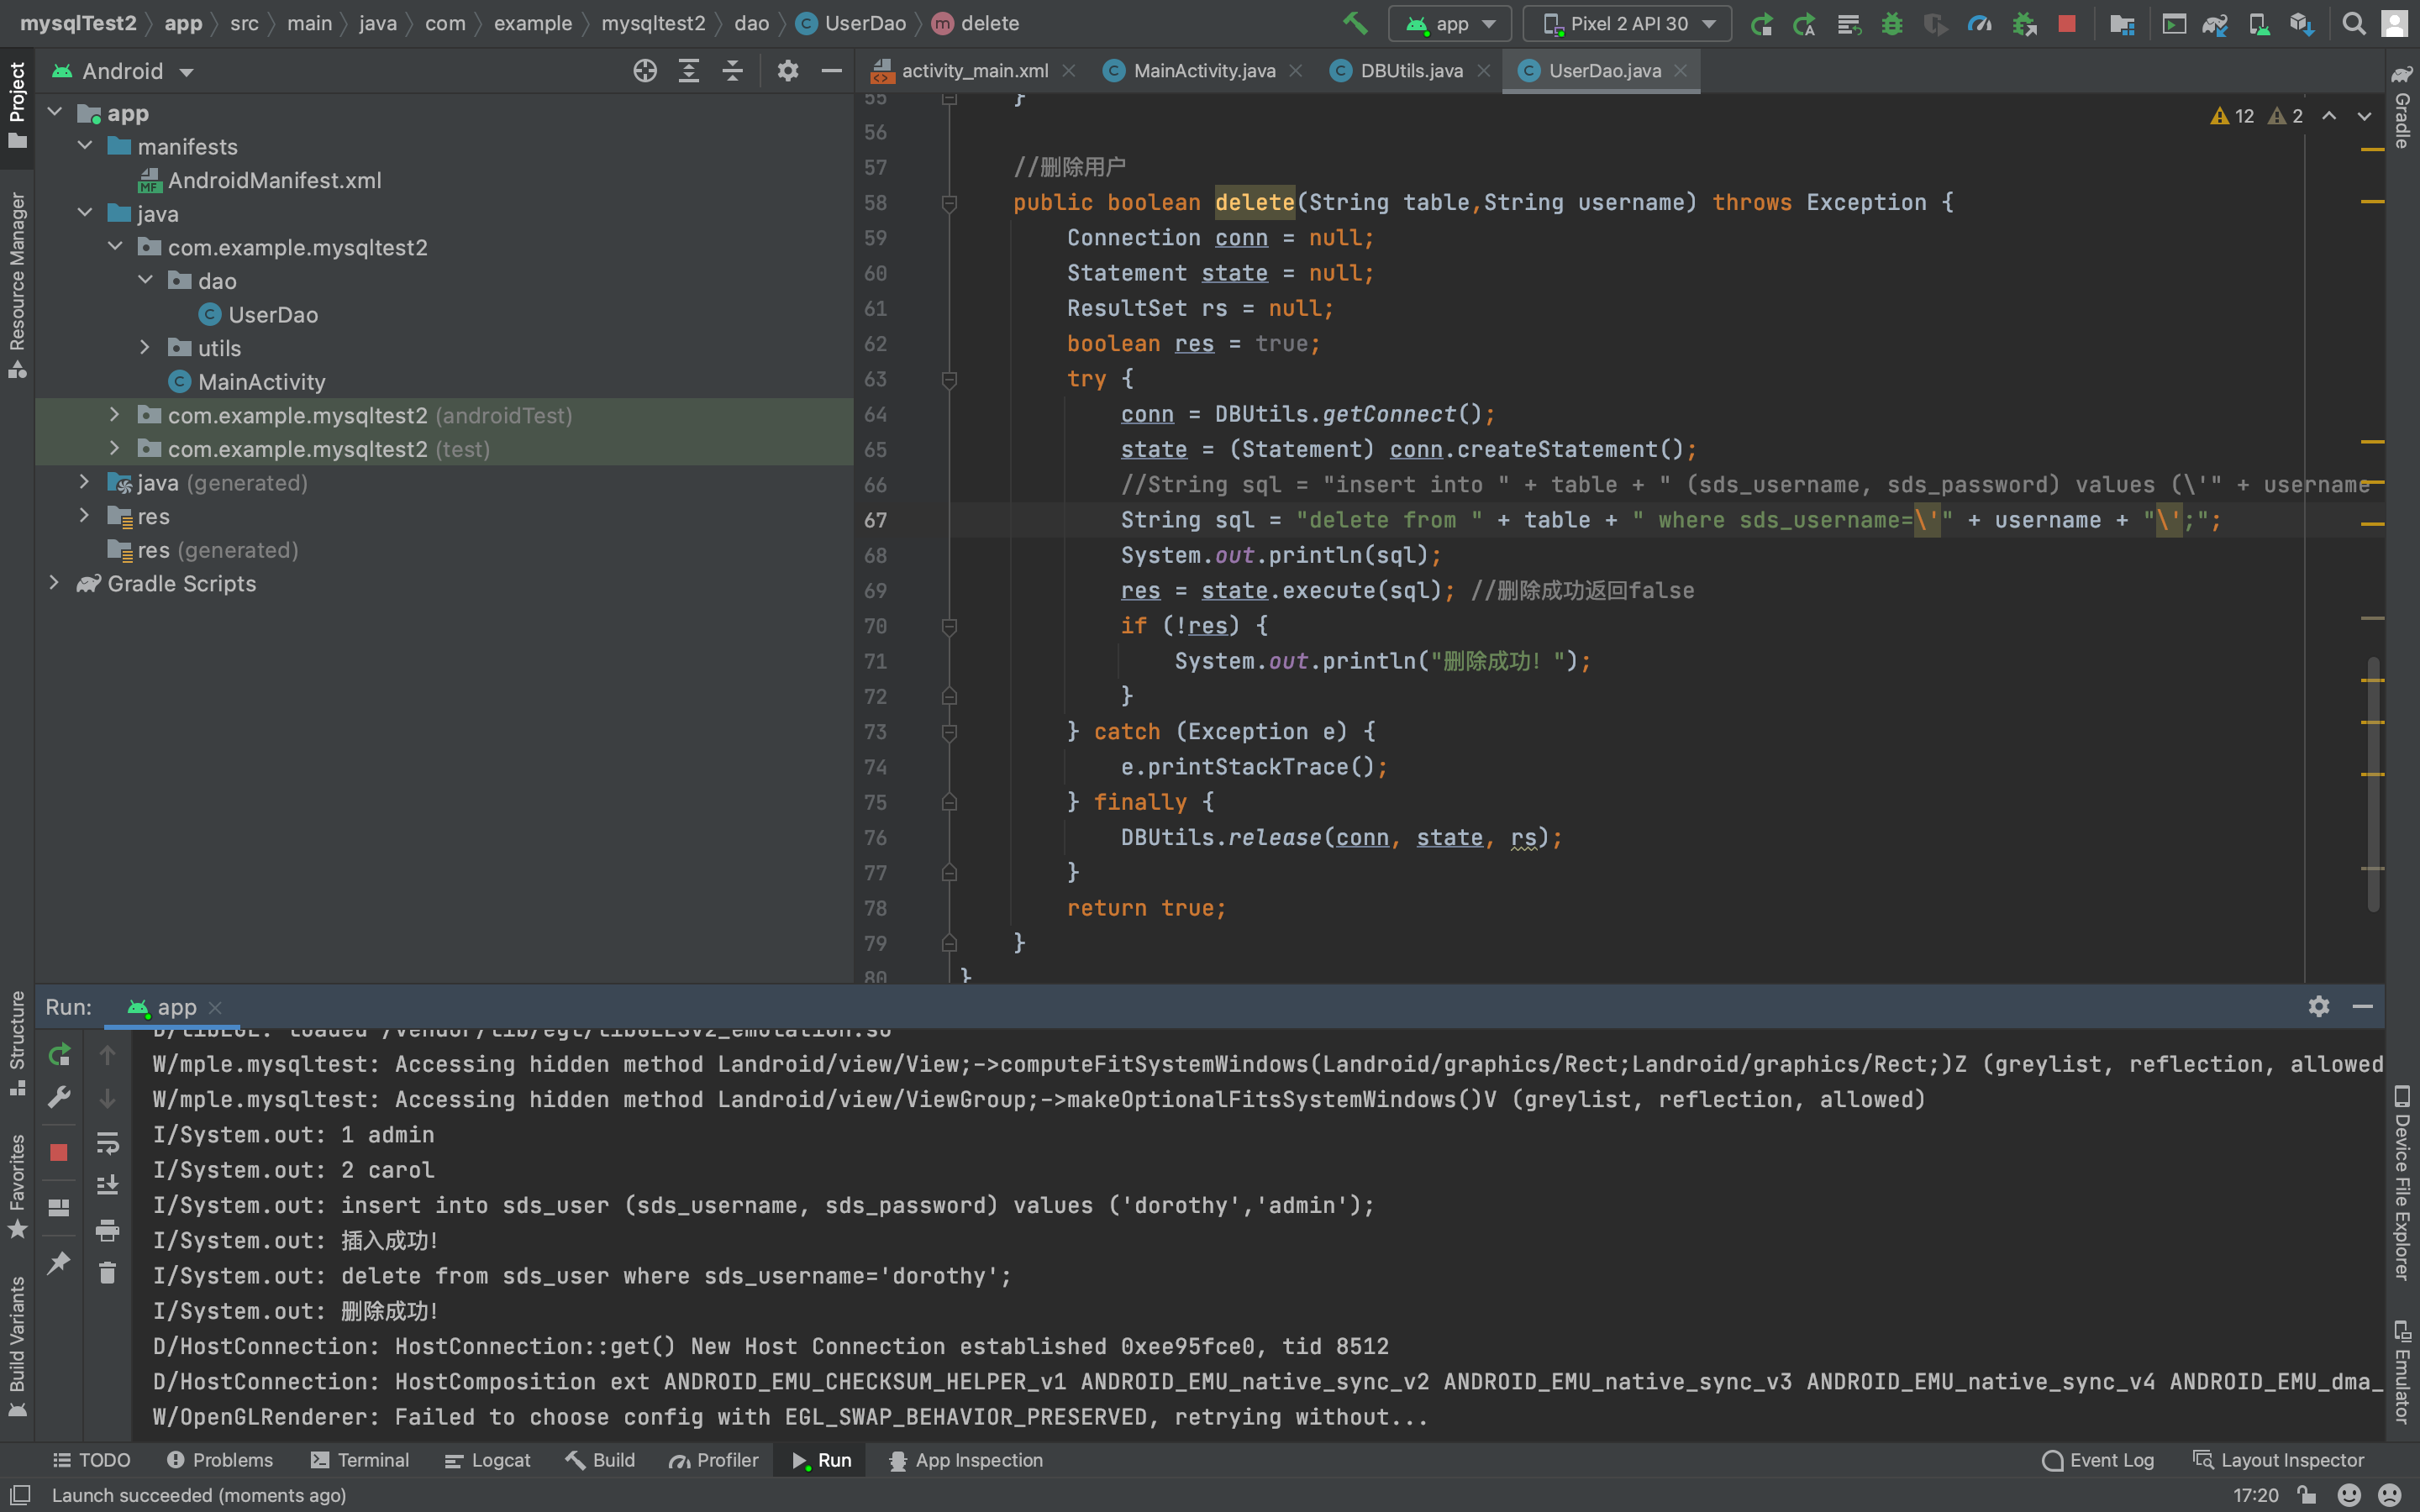 mysqlTest2 〉 app 〉 src 〉 main 〉 java 〉 com 〉 example 〉 mysqltest2 〉 dao 〉 UserDao 〉 delete
app
Pixel 2 API 30
Android
activity_main.xml
MainActivity.java
DBUtils.java
UserDao.java
Project
Resource Manager
Structure
Favorites
Build Variants
app
manifests
AndroidManifest.xml
java
com.example.mysqltest2
dao
UserDao
utils
MainActivity
com.example.mysqltest2 (androidTest)
com.example.mysqltest2 (test)
java (generated)
res
res (generated)
Gradle Scripts
12 2
55 }
56
57 //删除用户
58 public boolean delete(String table,String username) throws Exception {
59 Connection conn = null;
60 Statement state = null;
61 ResultSet rs = null;
62 boolean res = true;
63 try {
64 conn = DBUtils.getConnect();
65 state = (Statement) conn.createStatement();
66 //String sql = "insert into " + table + " (sds_username, sds_password) values (\'" + username
67 String sql = "delete from " + table + " where sds_username=\'" + username + "\';";
68 System.out.println(sql);
69 res = state.execute(sql); //删除成功返回false
70 if (!res) {
71 System.out.println("删除成功！");
72 }
73 } catch (Exception e) {
74 e.printStackTrace();
75 } finally {
76 DBUtils.release(conn, state, rs);
77 }
78 return true;
79 }
80 }
Gradle
Device File Explorer
Emulator
Run: app
D/libEGL: loaded /vendor/lib/egl/libGLESv2_emulation.so
W/mple.mysqltest: Accessing hidden method Landroid/view/View;->computeFitSystemWindows(Landroid/graphics/Rect;Landroid/graphics/Rect;)Z (greylist, reflection, allowed
W/mple.mysqltest: Accessing hidden method Landroid/view/ViewGroup;->makeOptionalFitsSystemWindows()V (greylist, reflection, allowed)
I/System.out: 1 admin
I/System.out: 2 carol
I/System.out: insert into sds_user (sds_username, sds_password) values ('dorothy','admin');
I/System.out: 插入成功！
I/System.out: delete from sds_user where sds_username='dorothy';
I/System.out: 删除成功！
D/HostConnection: HostConnection::get() New Host Connection established 0xee95fce0, tid 8512
D/HostConnection: HostComposition ext ANDROID_EMU_CHECKSUM_HELPER_v1 ANDROID_EMU_native_sync_v2 ANDROID_EMU_native_sync_v3 ANDROID_EMU_native_sync_v4 ANDROID_EMU_dma_
W/OpenGLRenderer: Failed to choose config with EGL_SWAP_BEHAVIOR_PRESERVED, retrying without...
TODO
Problems
Terminal
Logcat
Build
Profiler
Run
App Inspection
Event Log
Layout Inspector
Launch succeeded (moments ago)
17:20